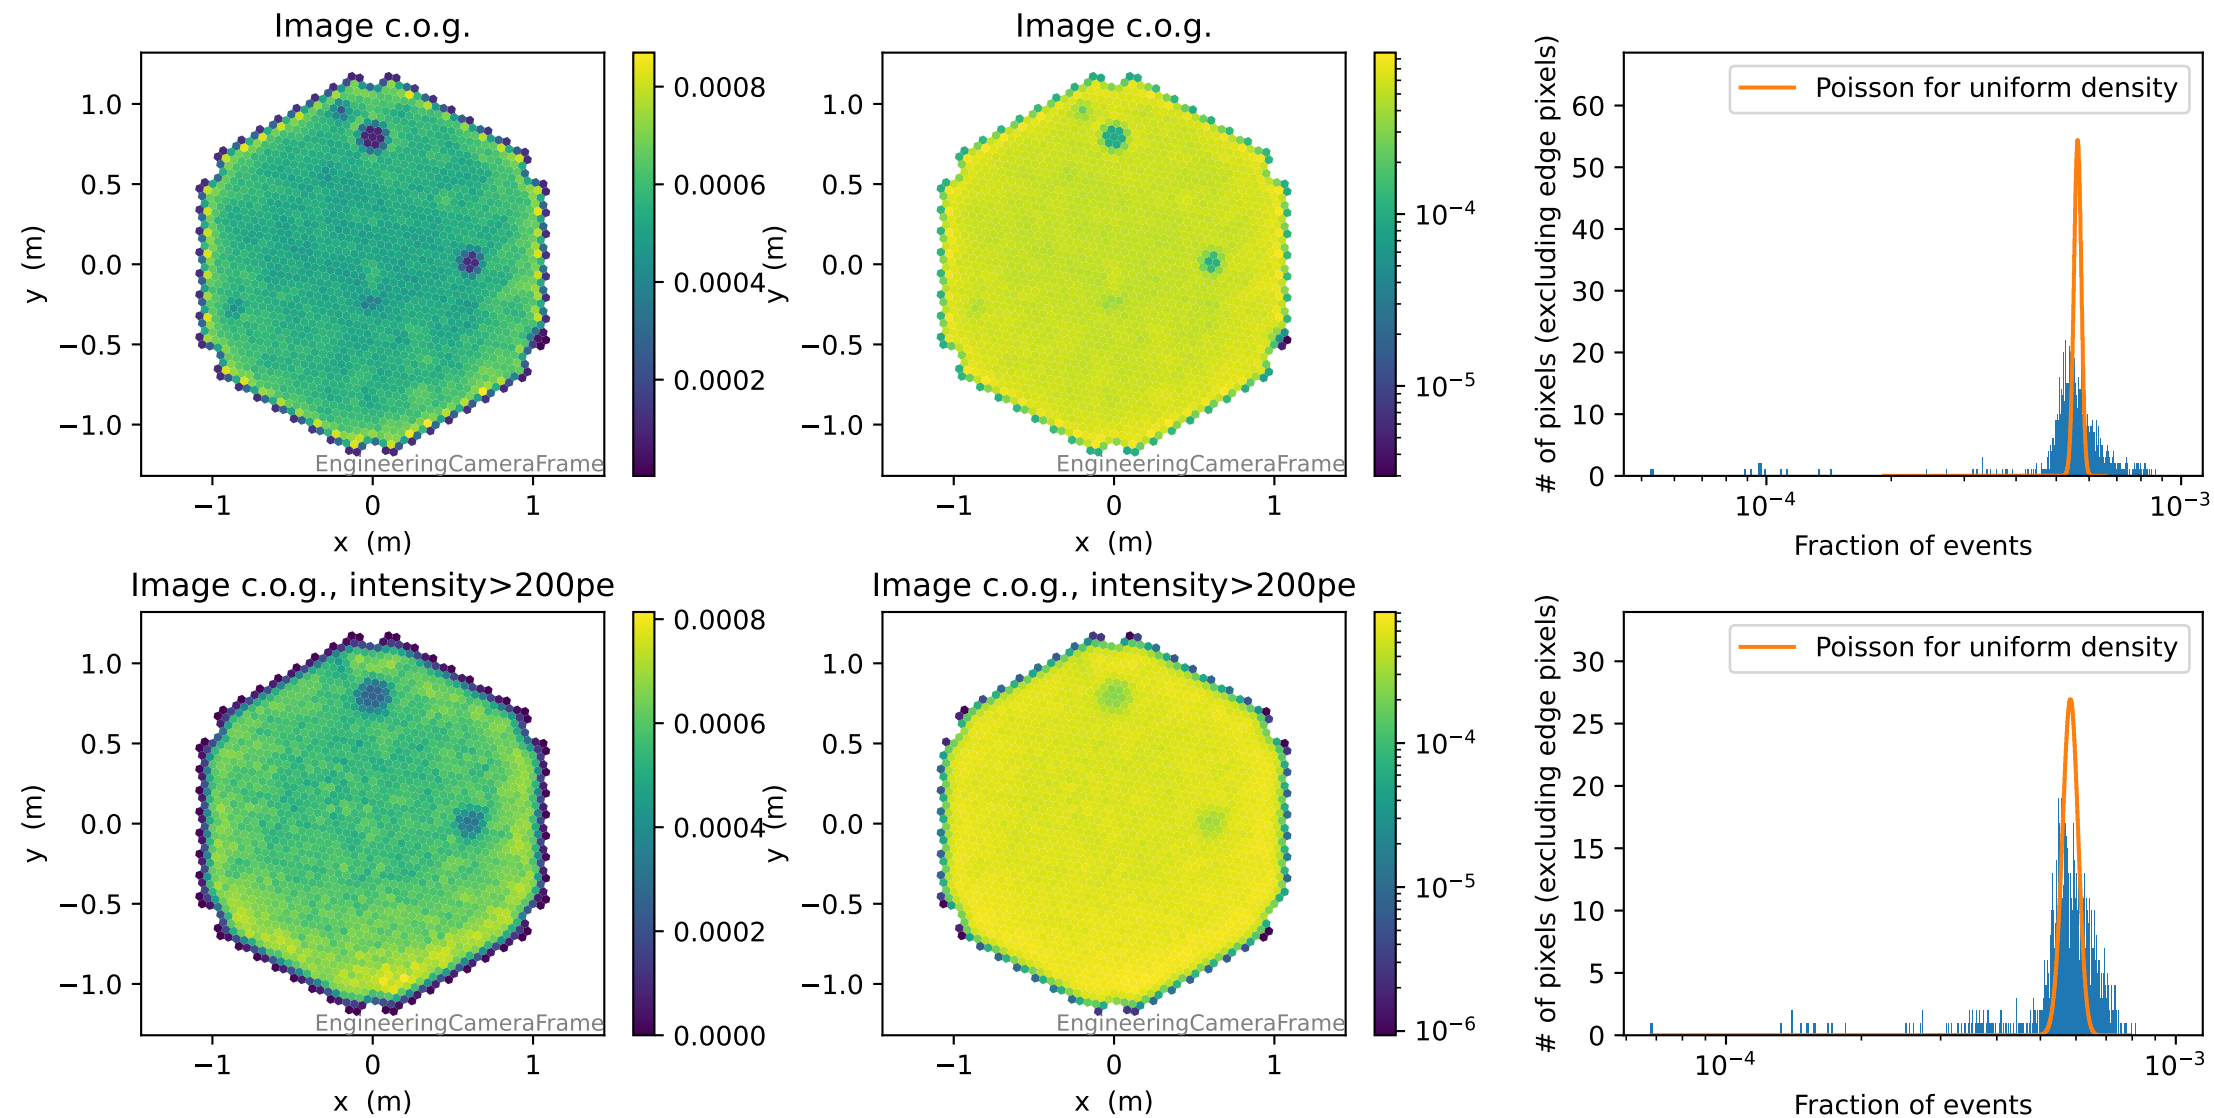 Image c.o.g.
1.0
0.5
0.0
−0.5
−1.0
y (m)
−1
0
1
x (m)
EngineeringCameraFrame
0.0008
0.0006
0.0004
0.0002
Image c.o.g.
1.0
0.5
0.0
−0.5
−1.0
y (m)
−1
0
1
x (m)
EngineeringCameraFrame
10⁻⁴
10⁻⁵
# of pixels (excluding edge pixels)
60
50
40
30
20
10
0
Poisson for uniform density
10⁻⁴
10⁻³
Fraction of events
Image c.o.g., intensity>200pe
1.0
0.5
0.0
−0.5
−1.0
y (m)
−1
0
1
x (m)
EngineeringCameraFrame
0.0008
0.0006
0.0004
0.0002
0.0000
Image c.o.g., intensity>200pe
1.0
0.5
0.0
−0.5
−1.0
y (m)
−1
0
1
x (m)
EngineeringCameraFrame
10⁻⁴
10⁻⁵
10⁻⁶
# of pixels (excluding edge pixels)
30
25
20
15
10
5
0
Poisson for uniform density
10⁻⁴
10⁻³
Fraction of events